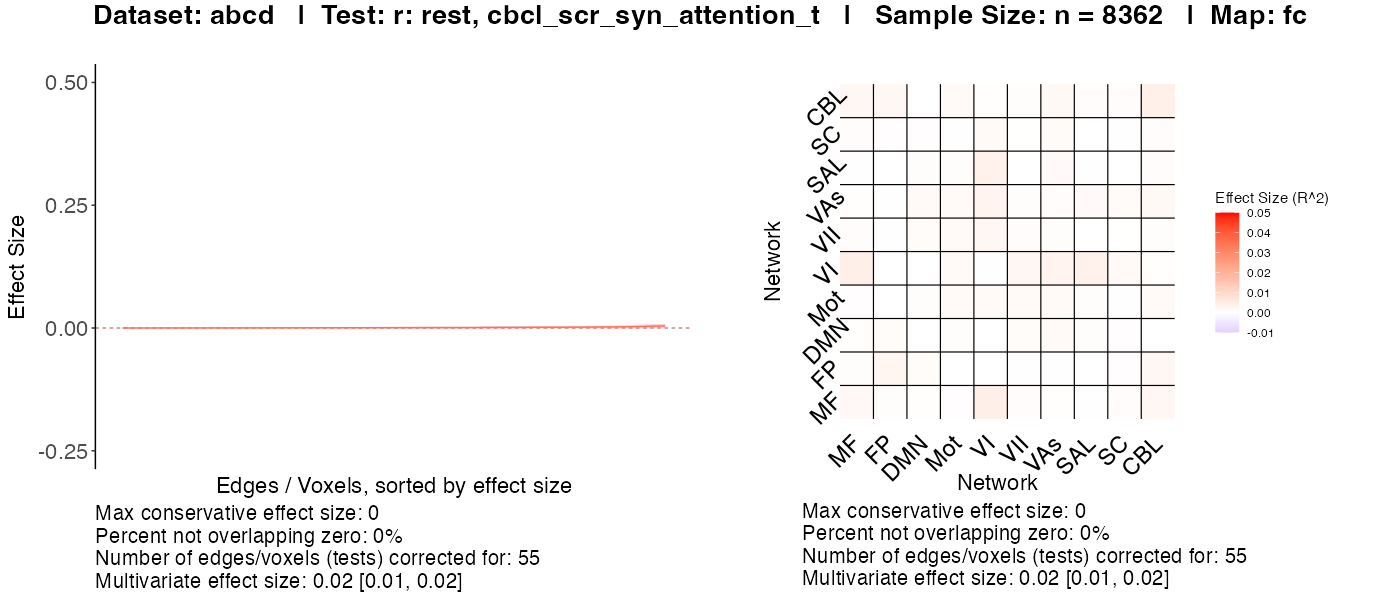 Dataset: abcd | Test: r: rest, cbcl_scr_syn_attention_t | Sample Size: n = 8362 | Map: fc
0.50
0.25
0.00
-0.25
Effect Size
Edges / Voxels, sorted by effect size
Max conservative effect size: 0
Percent not overlapping zero: 0%
Number of edges/voxels (tests) corrected for: 55
Multivariate effect size: 0.02 [0.01, 0.02]
Network
CBL
SC
SAL
VAs
VII
VI
Mot
DMN
FP
MF
MF
FP
DMN
Mot
VI
VII
VAs
SAL
SC
CBL
Network
Effect Size (R^2)
0.05
0.04
0.03
0.02
0.01
0.00
-0.01
Max conservative effect size: 0
Percent not overlapping zero: 0%
Number of edges/voxels (tests) corrected for: 55
Multivariate effect size: 0.02 [0.01, 0.02]